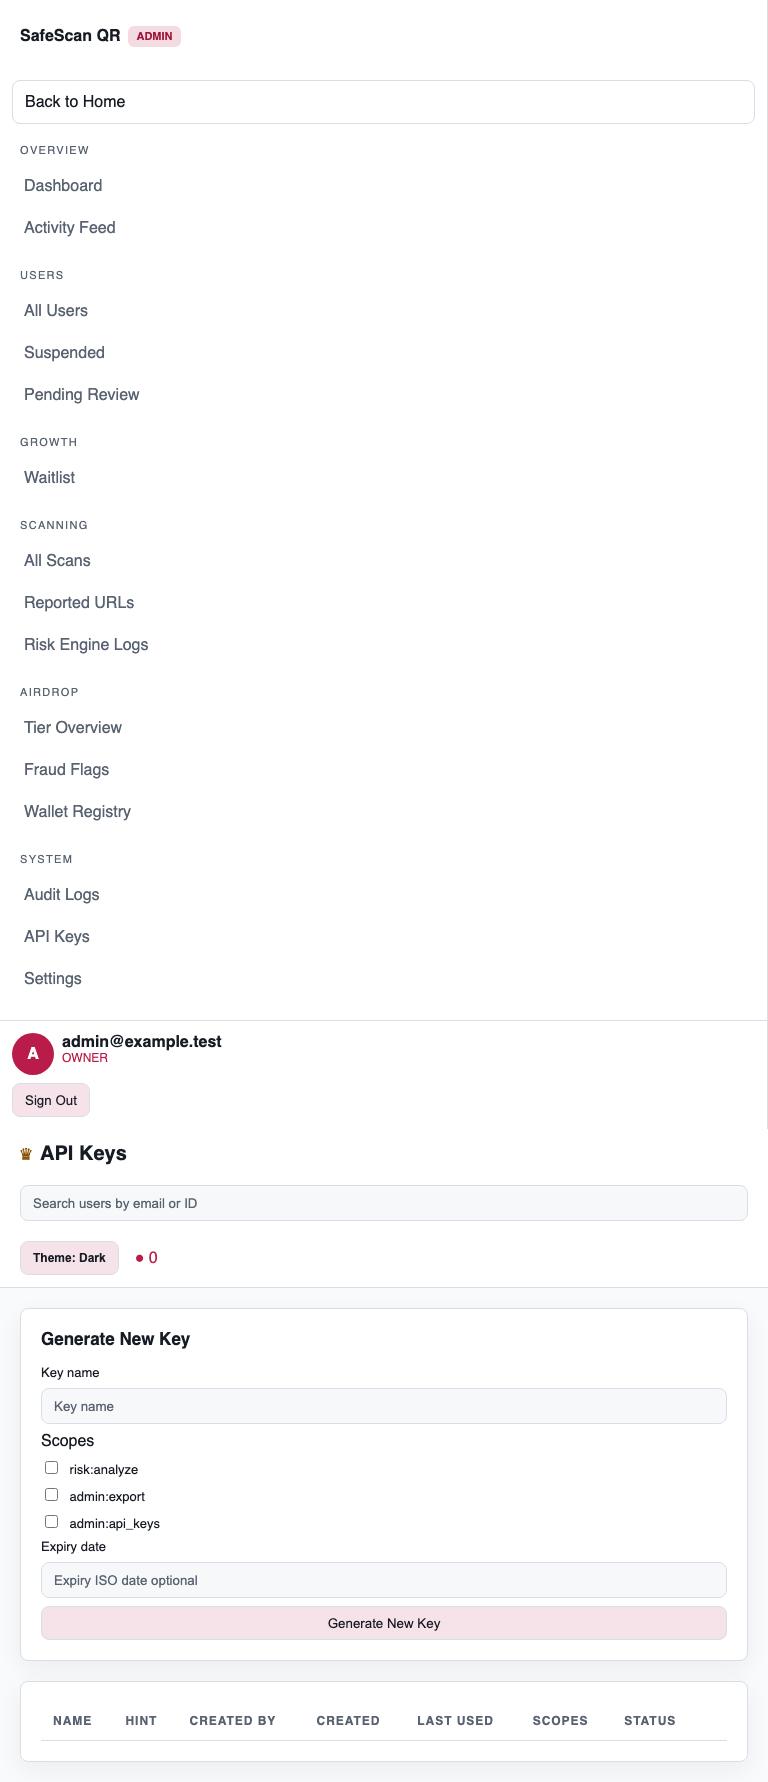 SafeScan QR ADMIN
Back to Home
OVERVIEW
Dashboard
Activity Feed
USERS
All Users
Suspended
Pending Review
GROWTH
Waitlist
SCANNING
All Scans
Reported URLs
Risk Engine Logs
AIRDROP
Tier Overview
Fraud Flags
Wallet Registry
SYSTEM
Audit Logs
API Keys
Settings
A admin@example.test
OWNER
Sign Out
♛ API Keys
Search users by email or ID
Theme: Dark ● 0
Generate New Key
Key name
Key name
Scopes
risk:analyze
admin:export
admin:api_keys
Expiry date
Expiry ISO date optional
Generate New Key
NAME HINT CREATED BY CREATED LAST USED SCOPES STATUS